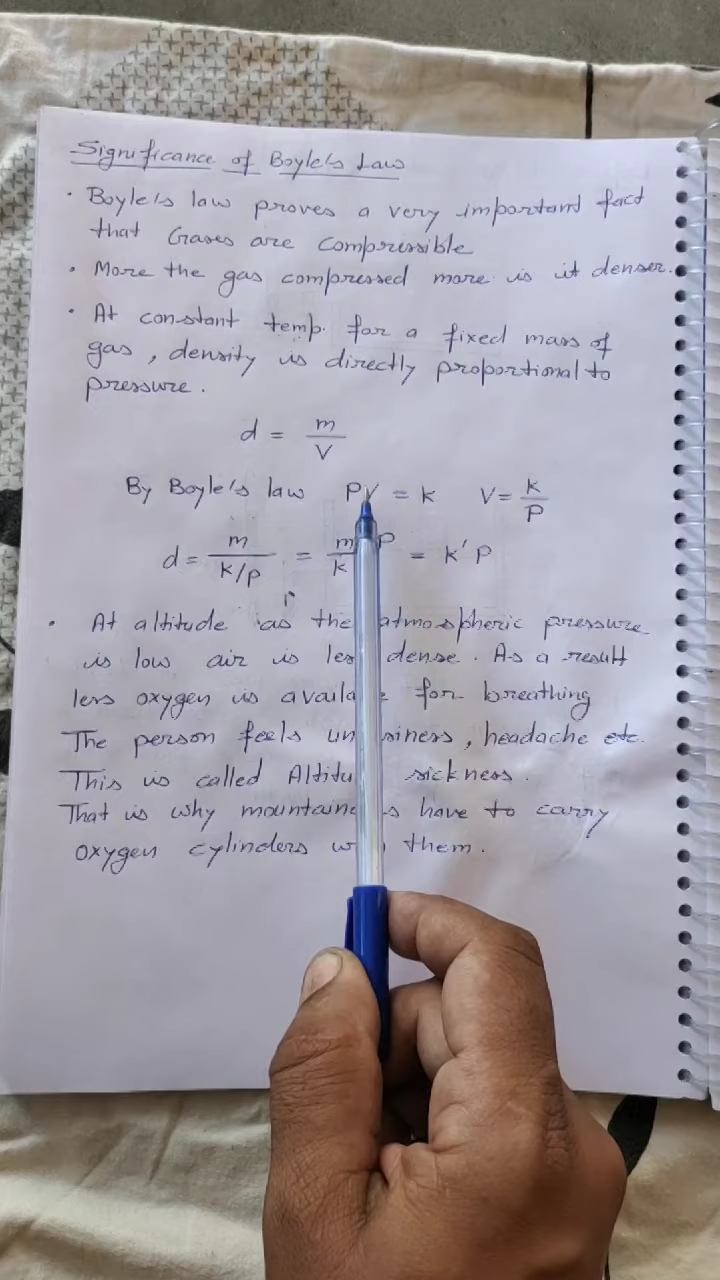 Significance of Boyle's Law
• Boyle's law proves a very important fact
that Gases are compressible
• More the gas compressed more is it denser.
• At constant temp. for a fixed mass of
gas, density is directly proportional to
pressure.
d = m/V
By Boyle's law PV = k V = k/P
d = m/k/p = m/k P = k' P
• At altitude as the atmospheric pressure
is low air is less dense. As a result
less oxygen is for breathing
The person feels, headache etc.
This is called sickness.
That is why have to carry
oxygen cylinders them.